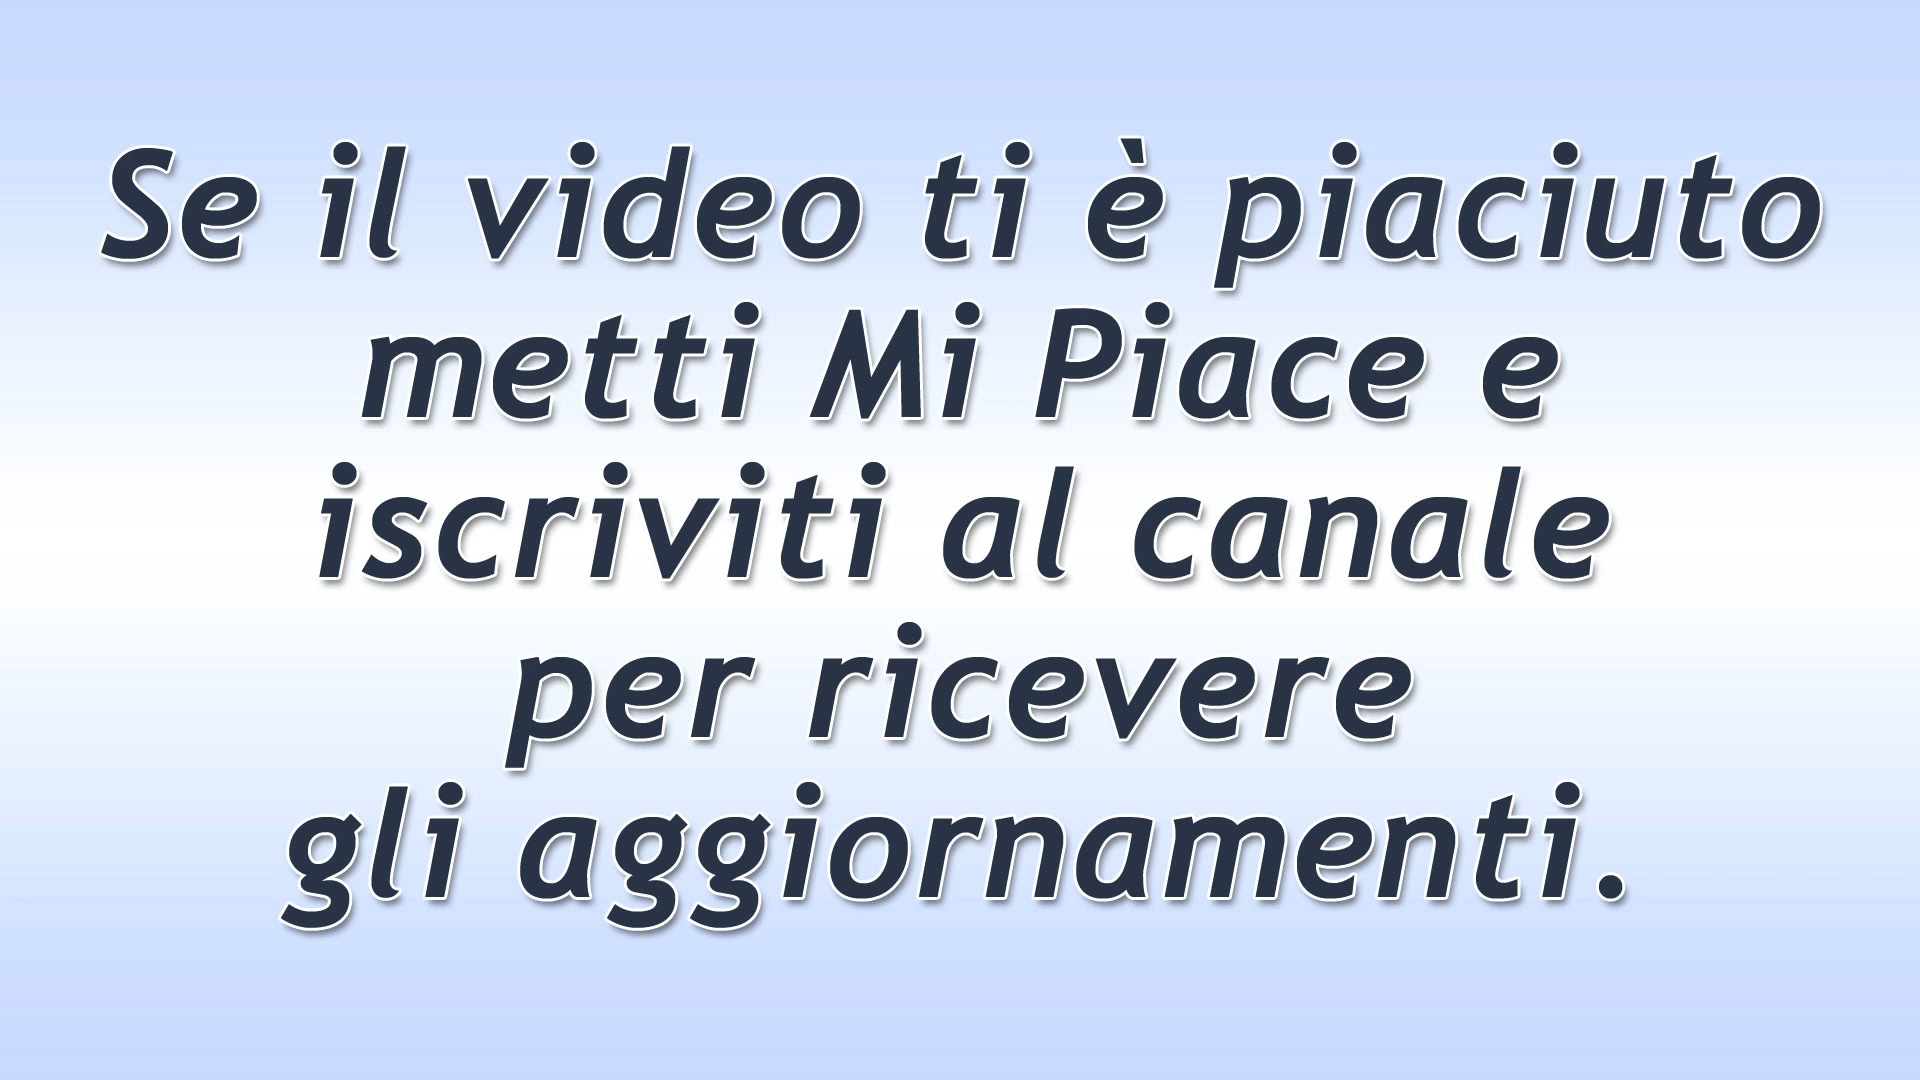 Se il video ti è piaciuto
metti Mi Piace e
iscriviti al canale
per ricevere
gli aggiornamenti.